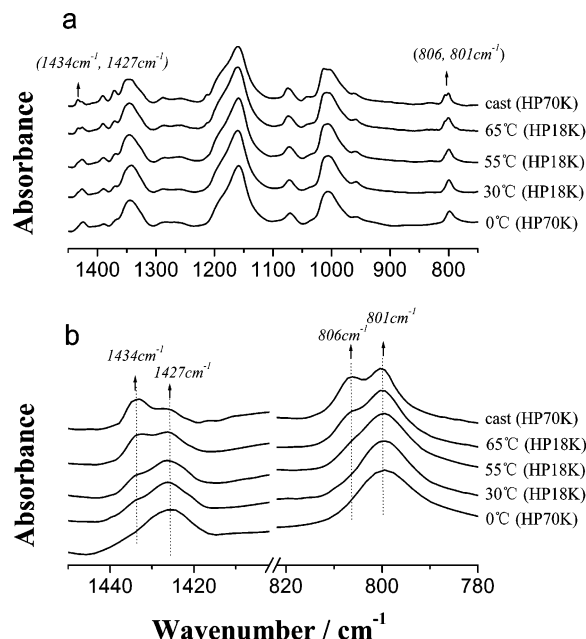 a
(1434cm-1, 1427cm-1)
(806, 801cm-1)
cast (HP70K)
65℃ (HP18K)
55℃ (HP18K)
30℃ (HP18K)
0℃ (HP70K)
Absorbance
1400 1300 1200 1100 1000 900 800
b
1434cm-1
1427cm-1
806cm-1
801cm-1
cast (HP70K)
65℃ (HP18K)
55℃ (HP18K)
30℃ (HP18K)
0℃ (HP70K)
Absorbance
1440 1420 820 800 780
Wavenumber / cm-1